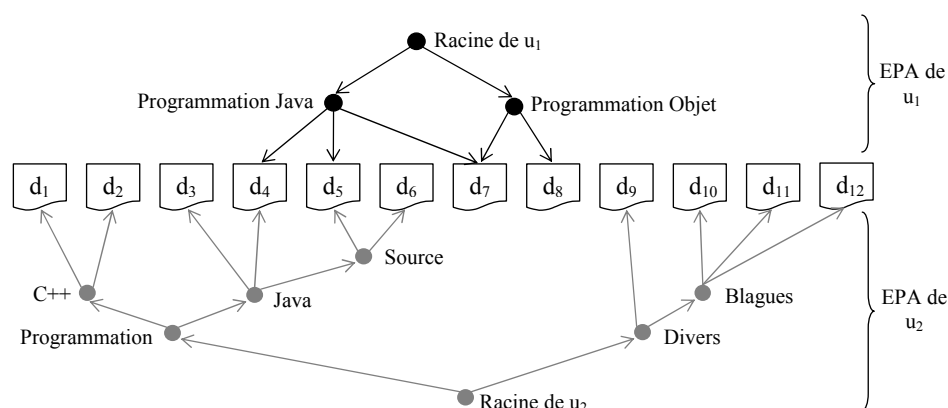 Racine de u1
EPA de
u1
Programmation Java
Programmation Objet
d1 d2 d3 d4 d5 d6 d7 d8 d9 d10 d11 d12
Source
C++
Java
Blagues
EPA de
u2
Programmation
Divers
Racine de u2